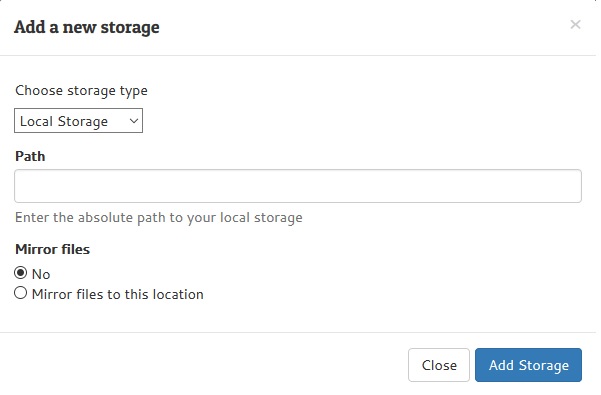 Add a new storage
×
Choose storage type
Local Storage
Path
Enter the absolute path to your local storage
Mirror files
No
Mirror files to this location
Close Add Storage